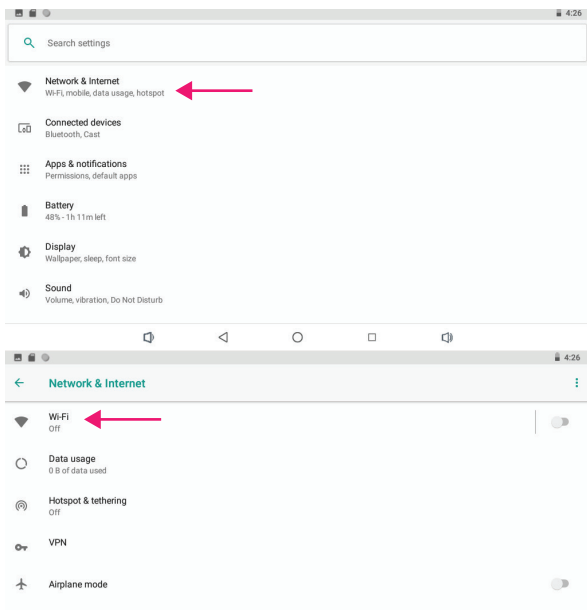 4:26
Search settings
Network & Internet
Wi-Fi, mobile, data usage, hotspot
Connected devices
Bluetooth, Cast
Apps & notifications
Permissions, default apps
Battery
48% - 1h 11m left
Display
Wallpaper, sleep, font size
Sound
Volume, vibration, Do Not Disturb
4:26
Network & Internet
Wi-Fi
Off
Data usage
0 B of data used
Hotspot & tethering
Off
VPN
Airplane mode